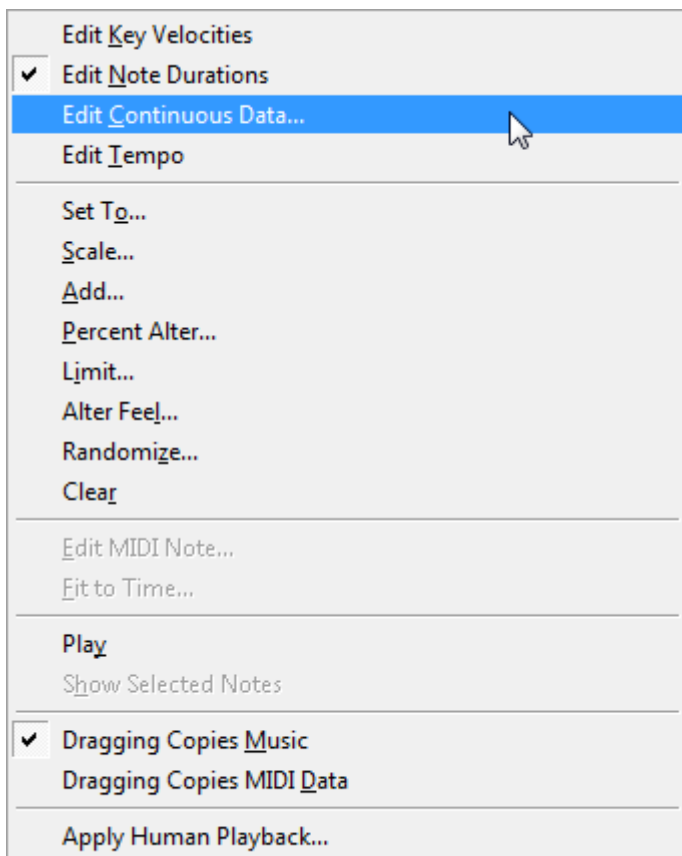 Edit Key Velocities
Edit Note Durations
Edit Continuous Data...
Edit Tempo
Set To...
Scale...
Add...
Percent Alter...
Limit...
Alter Feel...
Randomize...
Clear
Edit MIDI Note...
Fit to Time...
Play
Show Selected Notes
Dragging Copies Music
Dragging Copies MIDI Data
Apply Human Playback...